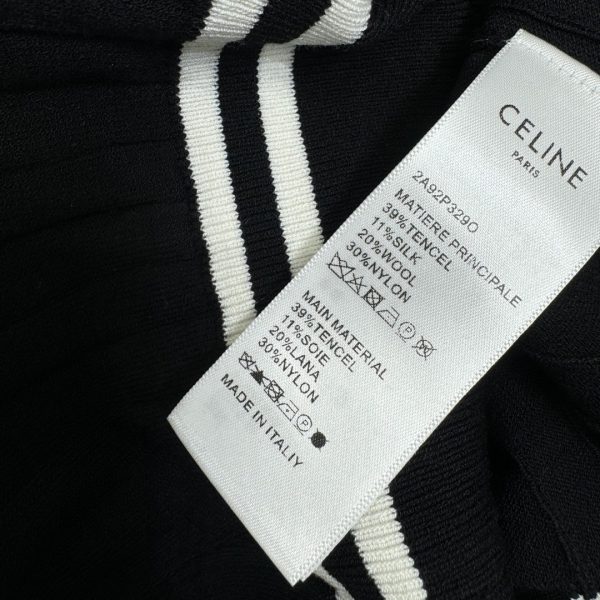 CELINE
PARIS
2A92P329O
MATIERE PRINCIPALE
39%TENCEL
11%SILK
20%WOOL
30%NYLON
MAIN MATERIAL
39%TENCEL
11%SOIE
20%LANA
30%NYLON
MADE IN ITALIY